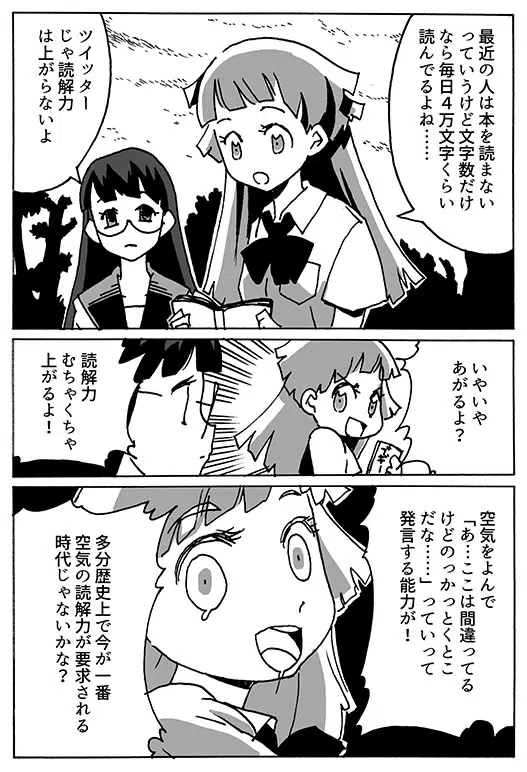 最近の人は本を読まない
っていうけど文字数だけ
なら毎日４万文字くらい
読んでるよね……
ツイッター
じゃ読解力
は上がらないよ
いやいや
あがるよ？
読解力
むちゃくちゃ
上がるよ！
空気をよんで
「あ…ここは間違ってる
けどのっかっとくとこ
だな……」っていって
発言する能力が！
多分歴史上で今が一番
空気の読解力が要求される
時代じゃないかな？